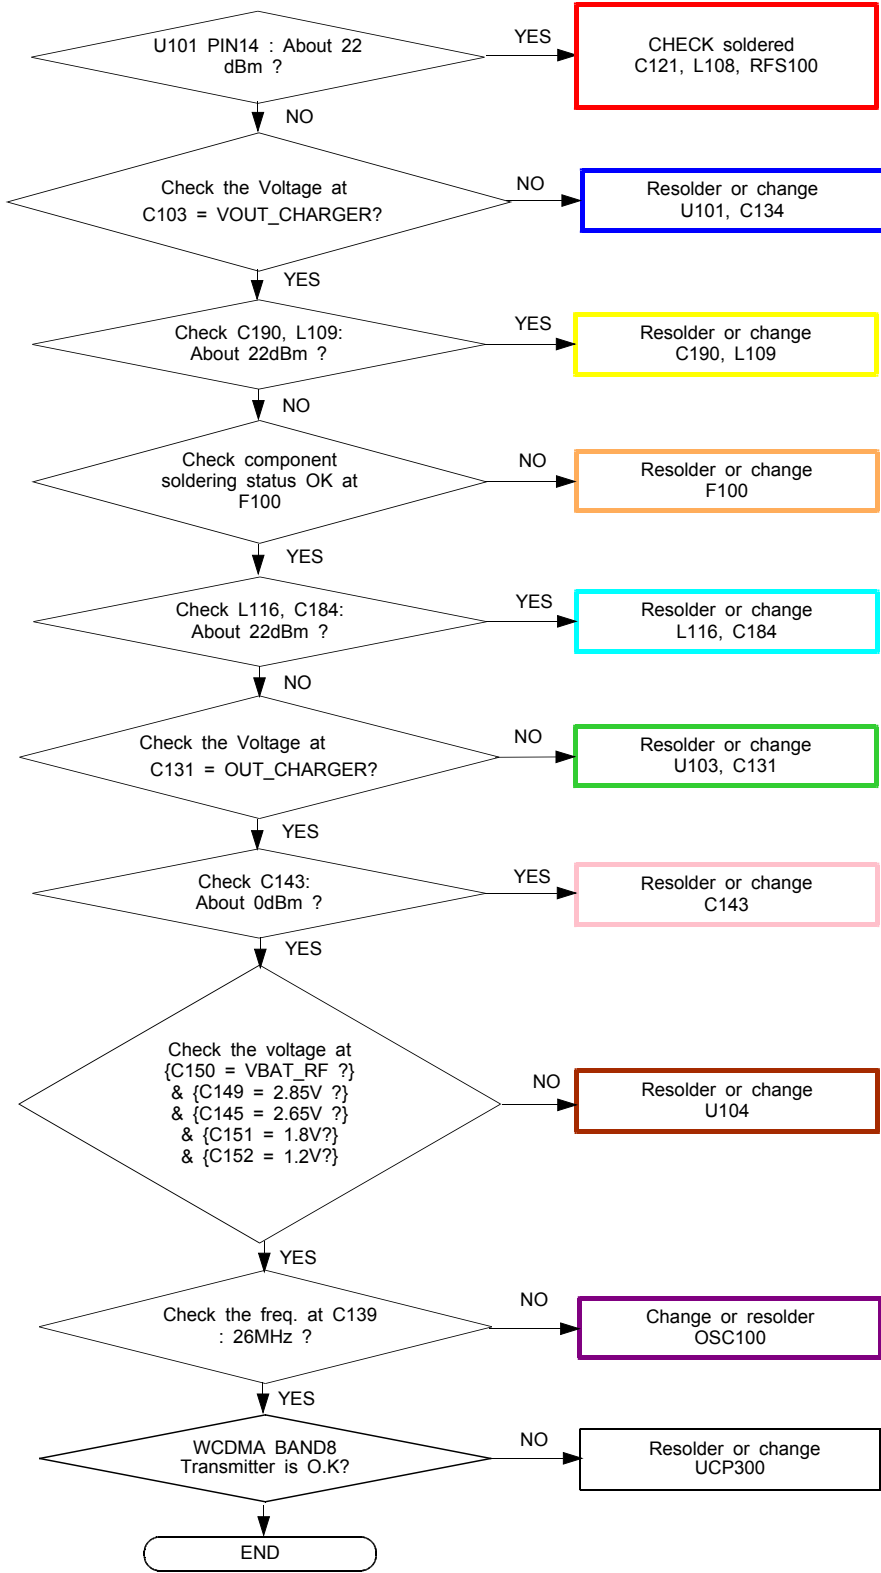 U101 PIN14 : About 22
dBm ?
YES
CHECK soldered
C121, L108, RFS100
NO
Check the Voltage at
C103 = VOUT_CHARGER?
NO
Resolder or change
U101, C134
YES
Check C190, L109:
About 22dBm ?
YES
Resolder or change
C190, L109
NO
Check component
soldering status OK at
F100
NO
Resolder or change
F100
YES
Check L116, C184:
About 22dBm ?
YES
Resolder or change
L116, C184
NO
Check the Voltage at
C131 = OUT_CHARGER?
NO
Resolder or change
U103, C131
YES
Check C143:
About 0dBm ?
YES
Resolder or change
C143
YES
Check the voltage at
{C150 = VBAT_RF ?}
& {C149 = 2.85V ?}
& {C145 = 2.65V ?}
& {C151 = 1.8V?}
& {C152 = 1.2V?}
NO
Resolder or change
U104
YES
Check the freq. at C139
: 26MHz ?
NO
Change or resolder
OSC100
YES
WCDMA BAND8
Transmitter is O.K?
NO
Resolder or change
UCP300
END